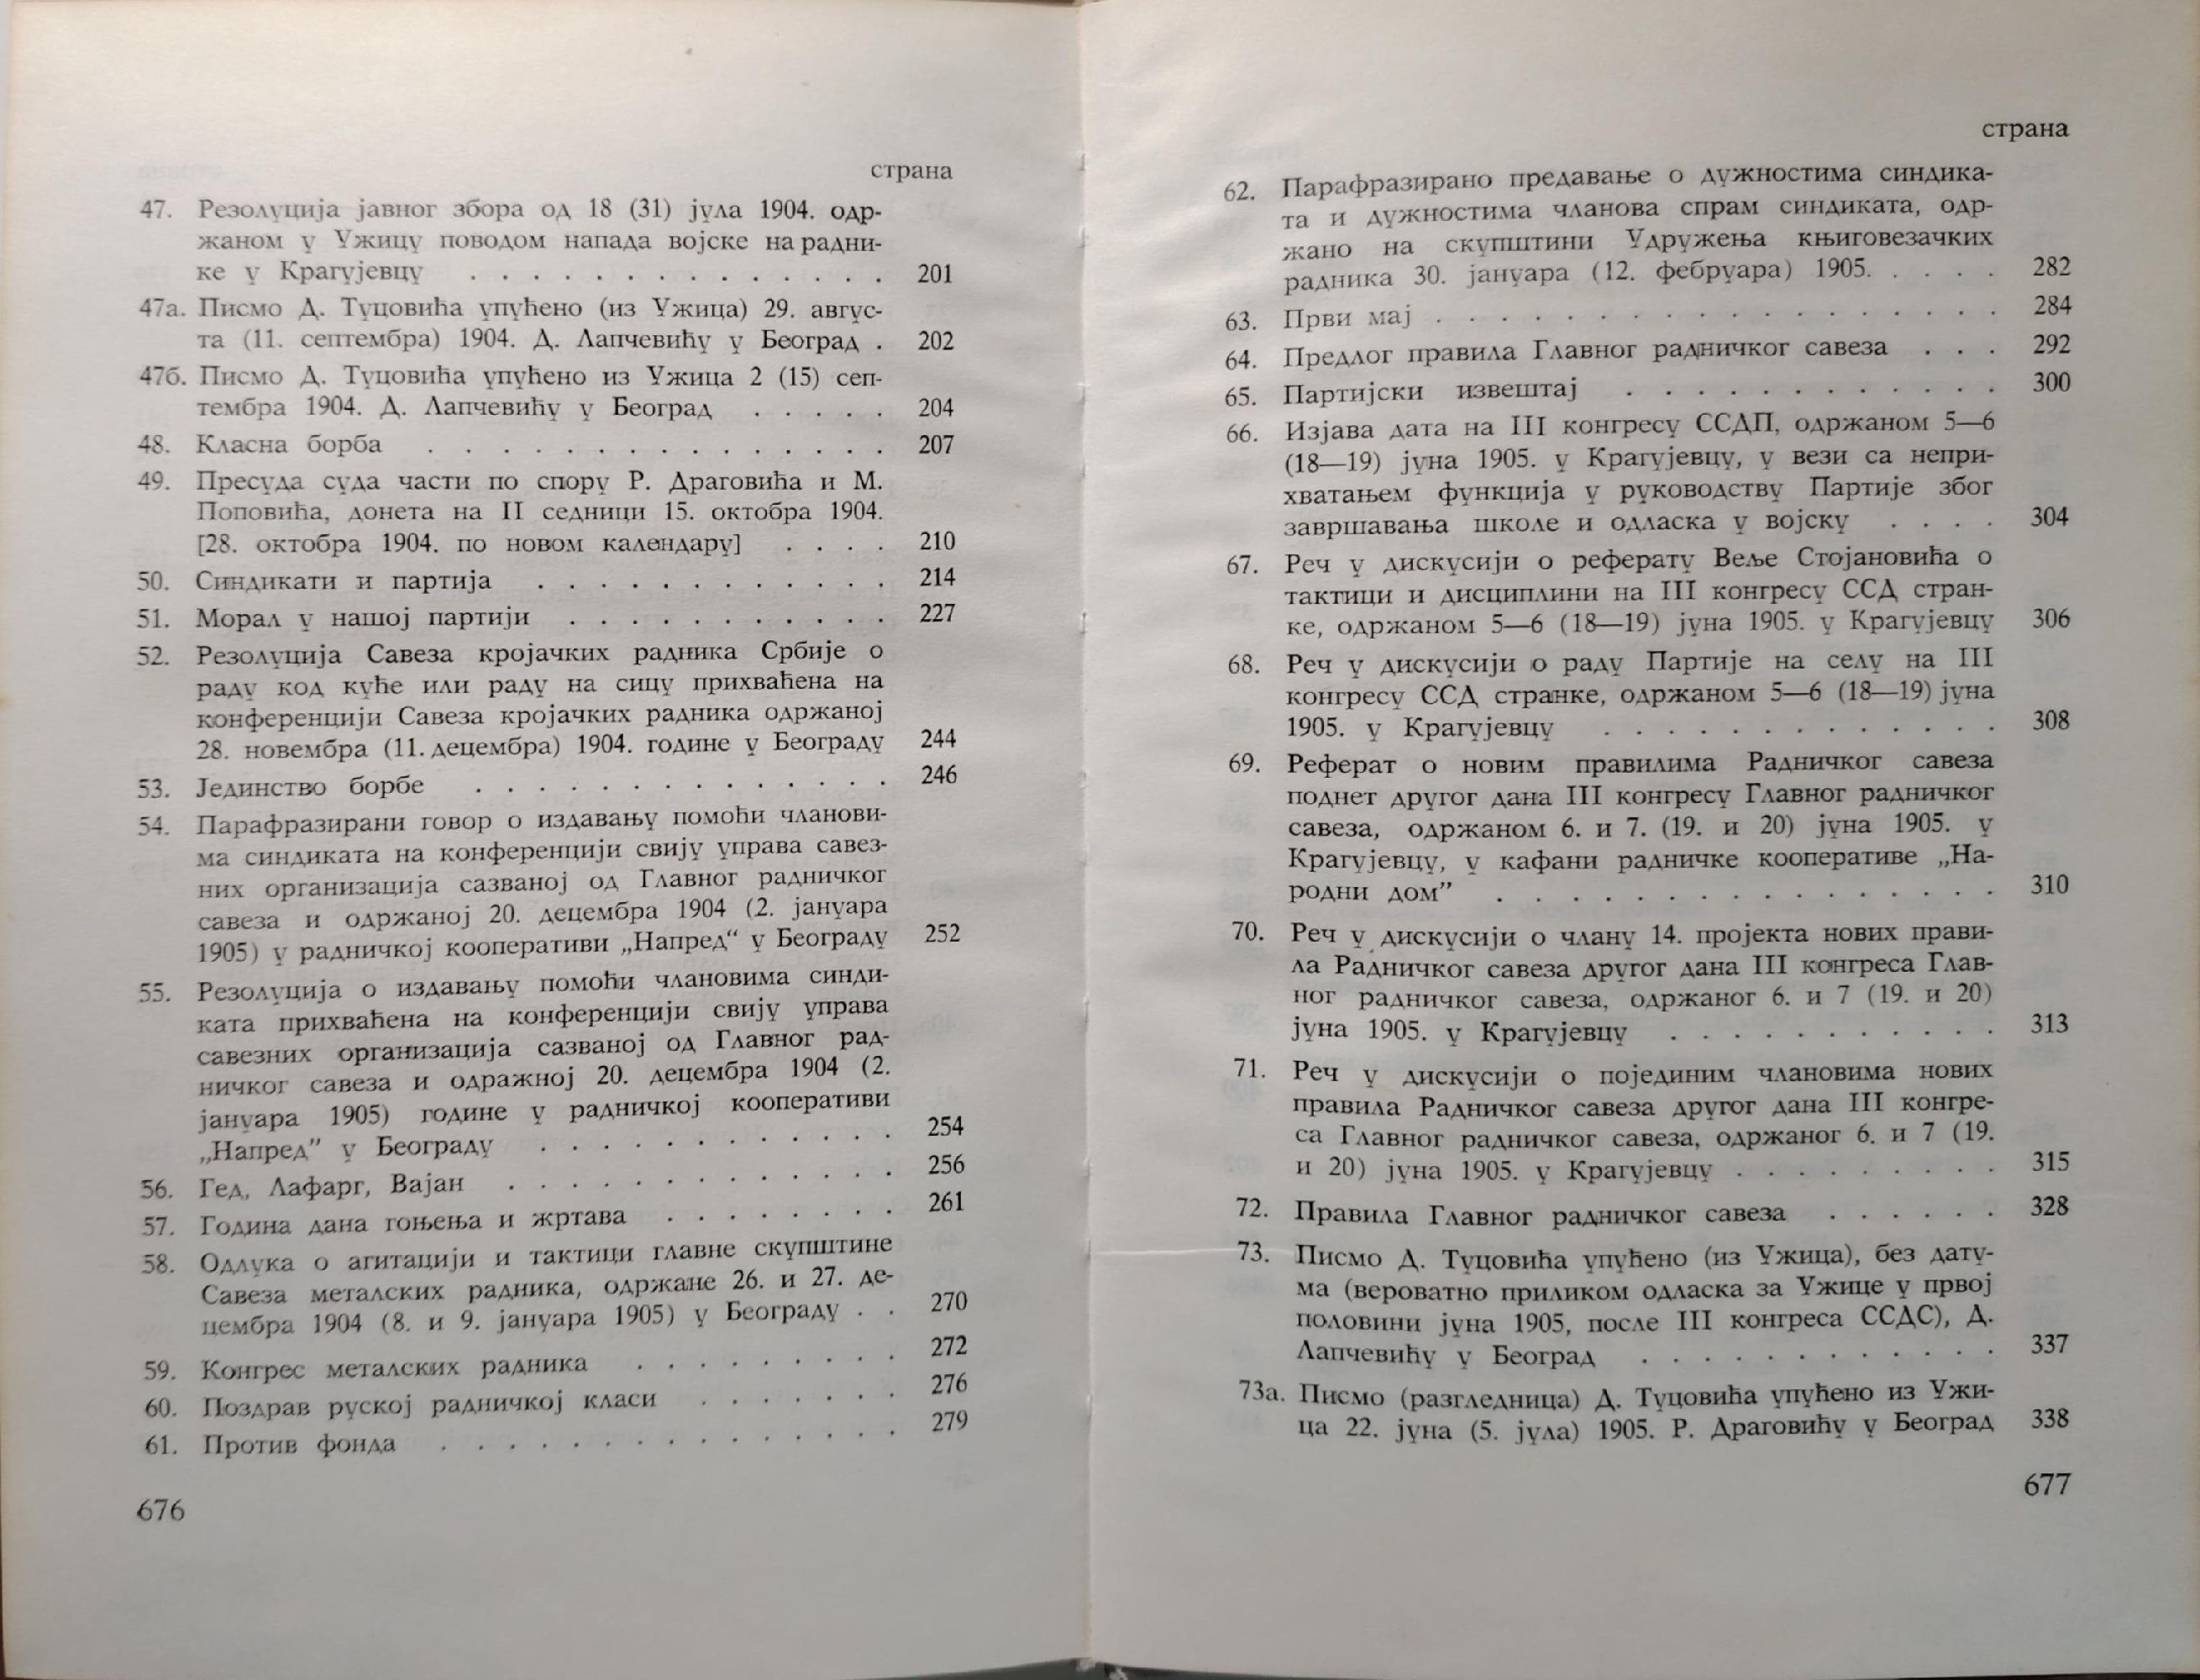 страна
47. Резолуција јавног збора од 18 (31) јула 1904. одр-
жаном у Ужицу поводом напада војске на радни-
ке у Крагујевцу . . . . . . . . . . . . . 201
47а. Писмо Д. Туцовића упућено (из Ужица) 29. авгус-
та (11. септембра) 1904. Д. Лапчевићу у Београд . 202
47б. Писмо Д. Туцовића упућено из Ужица 2 (15) сеп-
тембра 1904. Д. Лапчевићу у Београд . . . . . 204
48. Класна борба . . . . . . . . . . . . . 207
49. Пресуда суда части по спору Р. Драговића и М.
Поповића, донета на II седници 15. октобра 1904.
[28. октобра 1904. по новом календару] . . . . 210
50. Синдикати и партија . . . . . . . . . . . 214
51. Морал у нашој партији . . . . . . . . . . 227
52. Резолуција Савеза кројачких радника Србије о
раду код куће или раду на сицу прихваћена на
конференцији Савеза кројачких радника одржаној
28. новембра (11. децембра) 1904. године у Београду 244
53. Јединство борбе . . . . . . . . . . . . 246
54. Парафразирани говор о издавању помоћи членови-
ма синдиката на конференцији свију управа савез-
них организација сазваној од Главног радничког
савеза и одржаној 20. децембра 1904 (2. јануара
1905) у радничкој кооперативи „Напред“ у Београду 252
55. Резолуција о издавању помоћи члановима синди-
ката прихваћена на конференцији свију управа
савезних организација сазваној од Главног рад-
ничког савеза и одражној 20. децембра 1904 (2.
јануара 1905) године у радничкој кооперативи
„Напред” у Београду . . . . . . . . . . . 254
56. Гед, Лафарг, Вајан . . . . . . . . . . . . 256
57. Година дана гоњења и жртава . . . . . . . . 261
58. Одлука о агитацији и тактици главне скупштине
Савеза металских радника, одржане 26. и 27. де-
цембра 1904 (8. и 9. јануара 1905) у Београду . . 270
59. Конгрес металских радника . . . . . . . . . 272
60. Поздрав руској радничкој класи . . . . . . . 276
61. Против фонда . . . . . . . . . . . . . 279
676
страна
62. Парафразирано предавање о дужностима синдика-
та и дужностима чланова спрам синдиката, одр-
жано на скупштини Удружења књиговезачких
радника 30. јануара (12. фебруара) 1905. . . . . 282
63. Први мај . . . . . . . . . . . . . . . . 284
64. Предлог правила Главног радничког савеза . . . 292
65. Партијски извештај . . . . . . . . . . . . 300
66. Изјава дата на III конгресу ССДП, одржаном 5—6
(18—19) јуна 1905. у Крагујевцу, у вези са непри-
хватањем функција у руководству Партије због
завршавања школе и одласка у војску . . . . 304
67. Реч у дискусији о реферату Веље Стојановића о
тактици и дисциплини на III конгресу ССД стран-
ке, одржаном 5—6 (18—19) јуна 1905. у Крагујевцу 306
68. Реч у дискусији о раду Партије на селу на III
конгресу ССД странке, одржаном 5—6 (18—19) јуна
1905. у Крагујевцу . . . . . . . . . . . . . 308
69. Реферат о новим правилима Радничког савеза
поднет другог дана III конгресу Главног радничког
савеза, одржаном 6. и 7. (19. и 20) јуна 1905. у
Крагујевцу, у кафани радничке кооперативе „На-
родни дом” . . . . . . . . . . . . . . . . 310
70. Реч у дискусији о члану 14. пројекта нових прави-
ла Радничког савеза другог дана III конгреса Глав-
ног радничког савеза, одржаног 6. и 7 (19. и 20)
јуна 1905. у Крагујевцу . . . . . . . . . . . 313
71. Реч у дискусији о појединим члановима нових
правила Радничког савеза другог дана III конгре-
са Главног радничког савеза, одржаног 6. и 7 (19.
и 20) јуна 1905. у Крагујевцу . . . . . . . . . 315
72. Правила Главног радничког савеза . . . . . . 328
73. Писмо Д. Туцовића упућено (из Ужица), без дату-
ма (вероватно приликом одласка за Ужице у првој
половини јуна 1905, после III конгреса ССДС), Д.
Лапчевићу у Београд . . . . . . . . . . . . 337
73а. Писмо (разгледница) Д. Туцовића упућено из Ужи-
ца 22. јуна (5. јула) 1905. Р. Драговићу у Београд 338
677